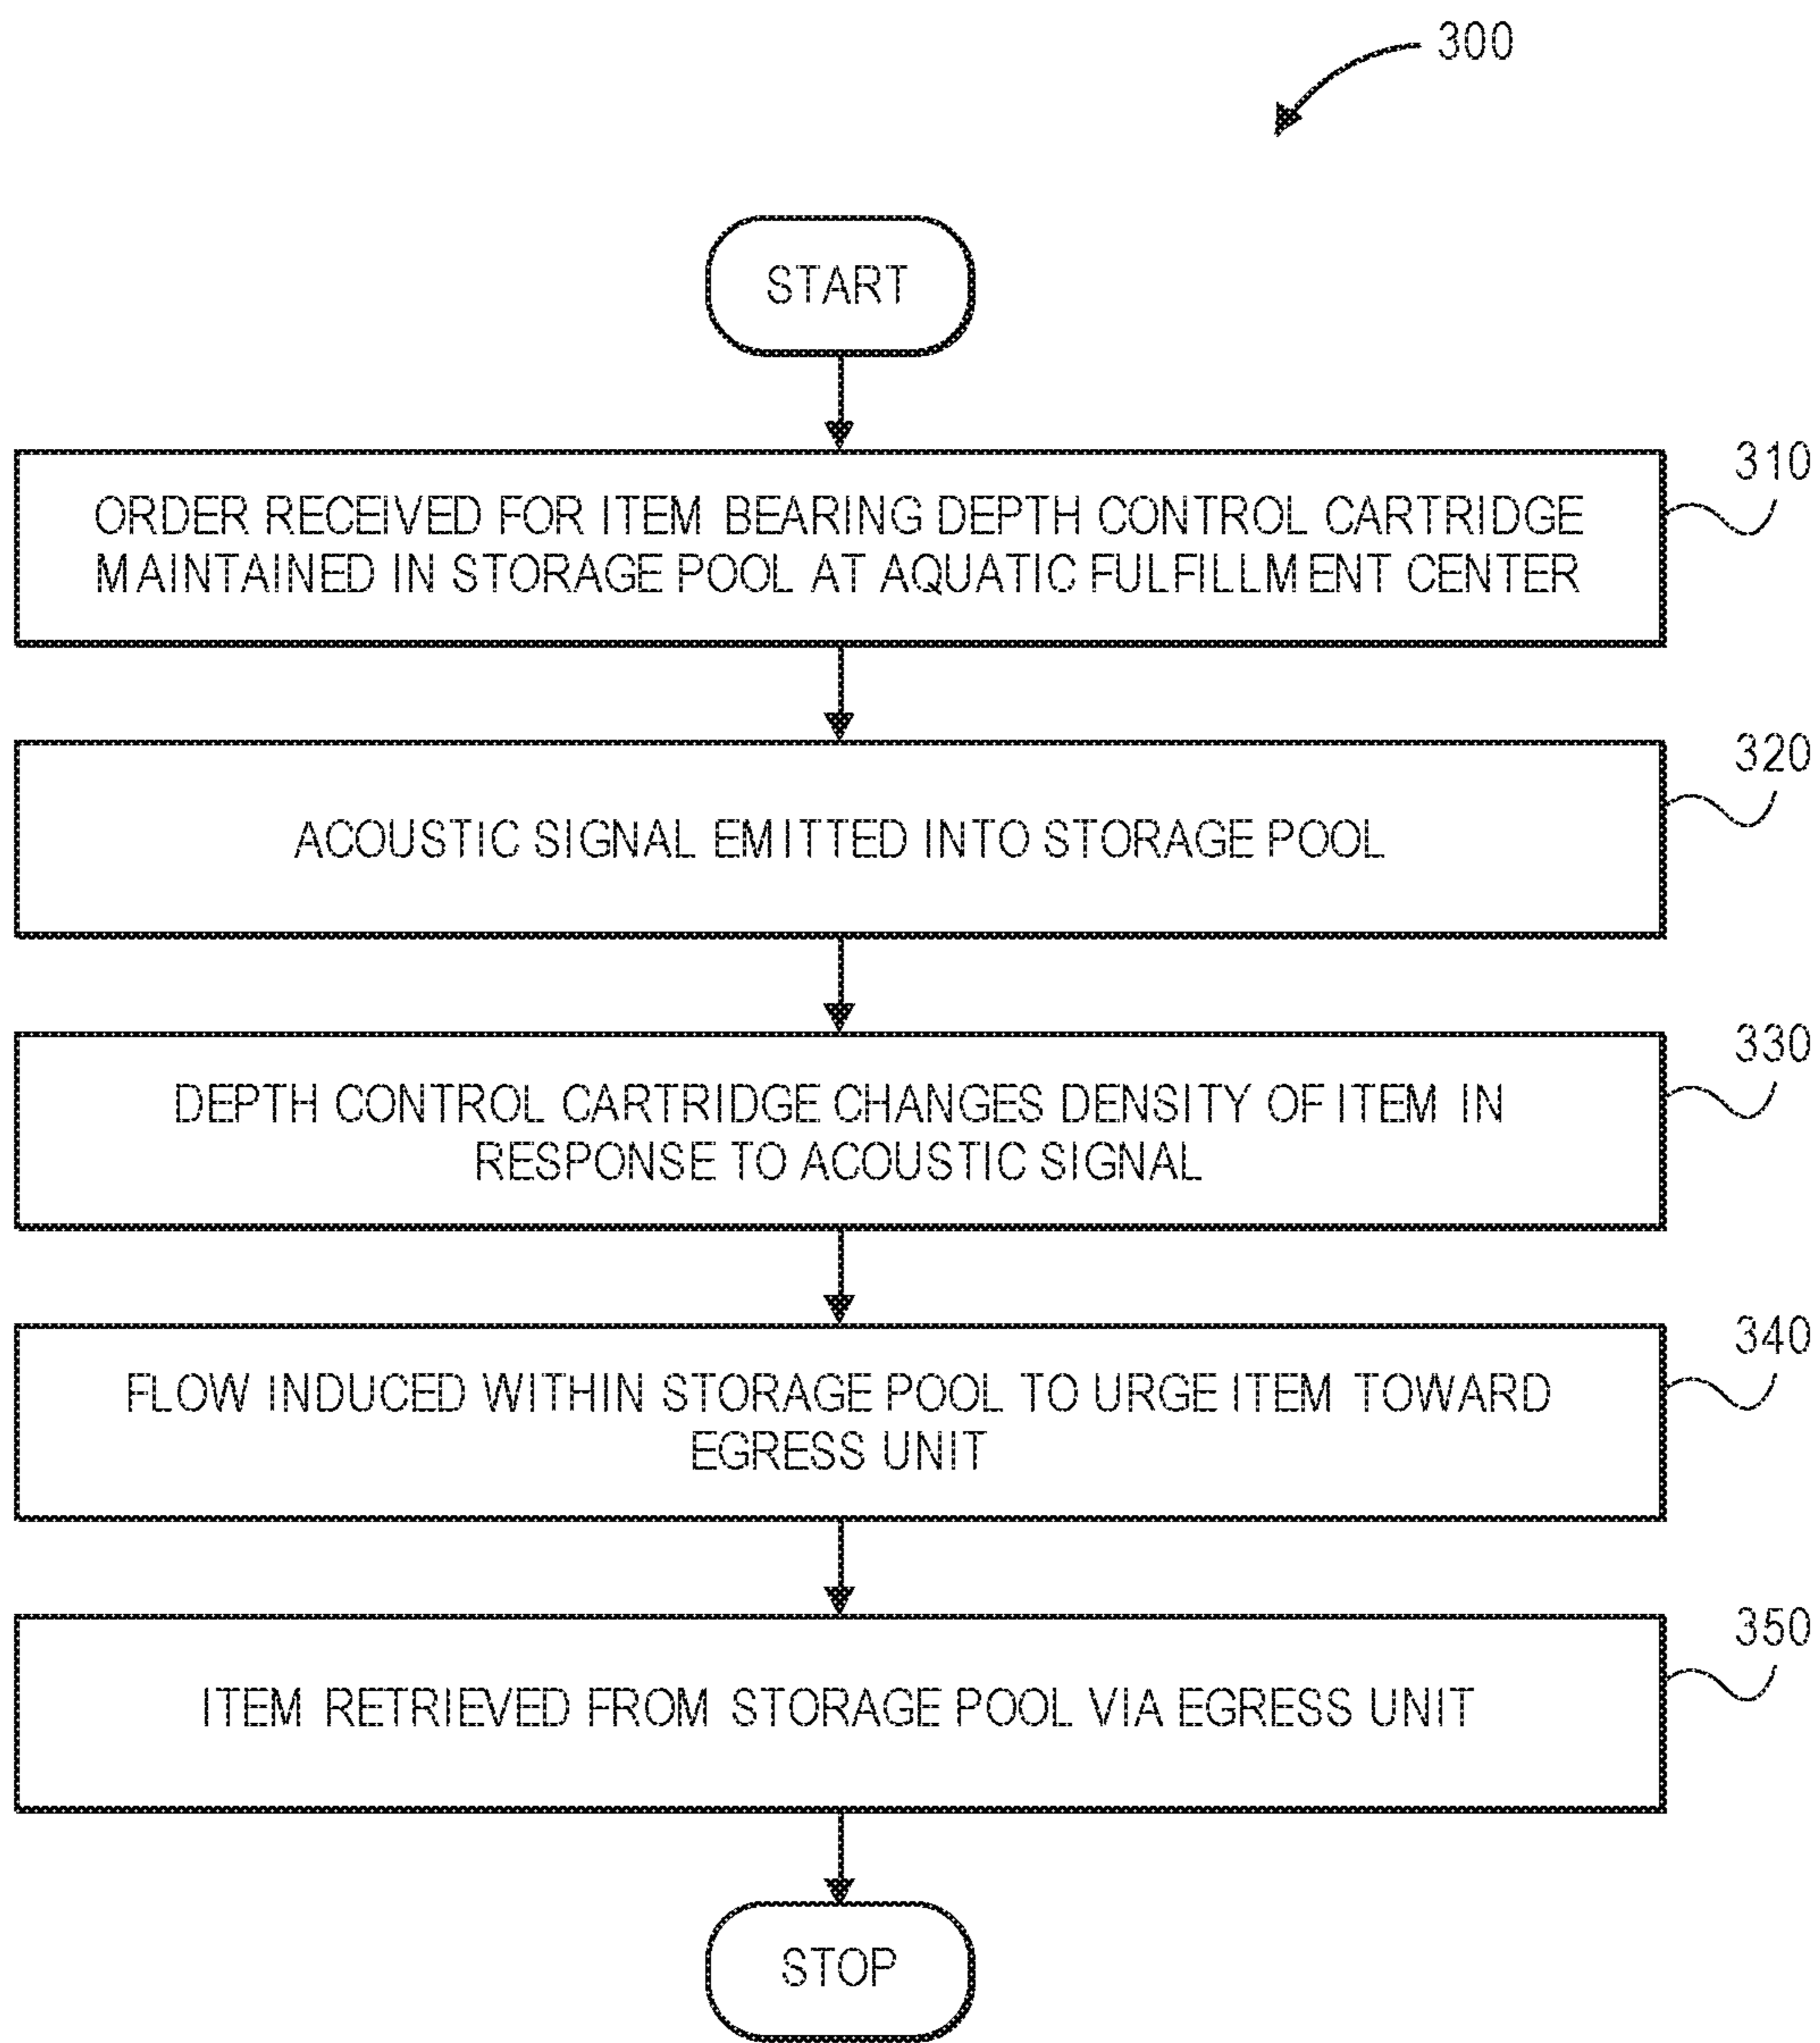 300
START
310
ORDER RECEIVED FOR ITEM BEARING DEPTH CONTROL CARTRIDGE
MAINTAINED IN STORAGE POOL AT AQUATIC FULFILLMENT CENTER
320
ACOUSTIC SIGNAL EMITTED INTO STORAGE POOL
330
DEPTH CONTROL CARTRIDGE CHANGES DENSITY OF ITEM IN
RESPONSE TO ACOUSTIC SIGNAL
340
FLOW INDUCED WITHIN STORAGE POOL TO URGE ITEM TOWARD
EGRESS UNIT
350
ITEM RETRIEVED FROM STORAGE POOL VIA EGRESS UNIT
STOP